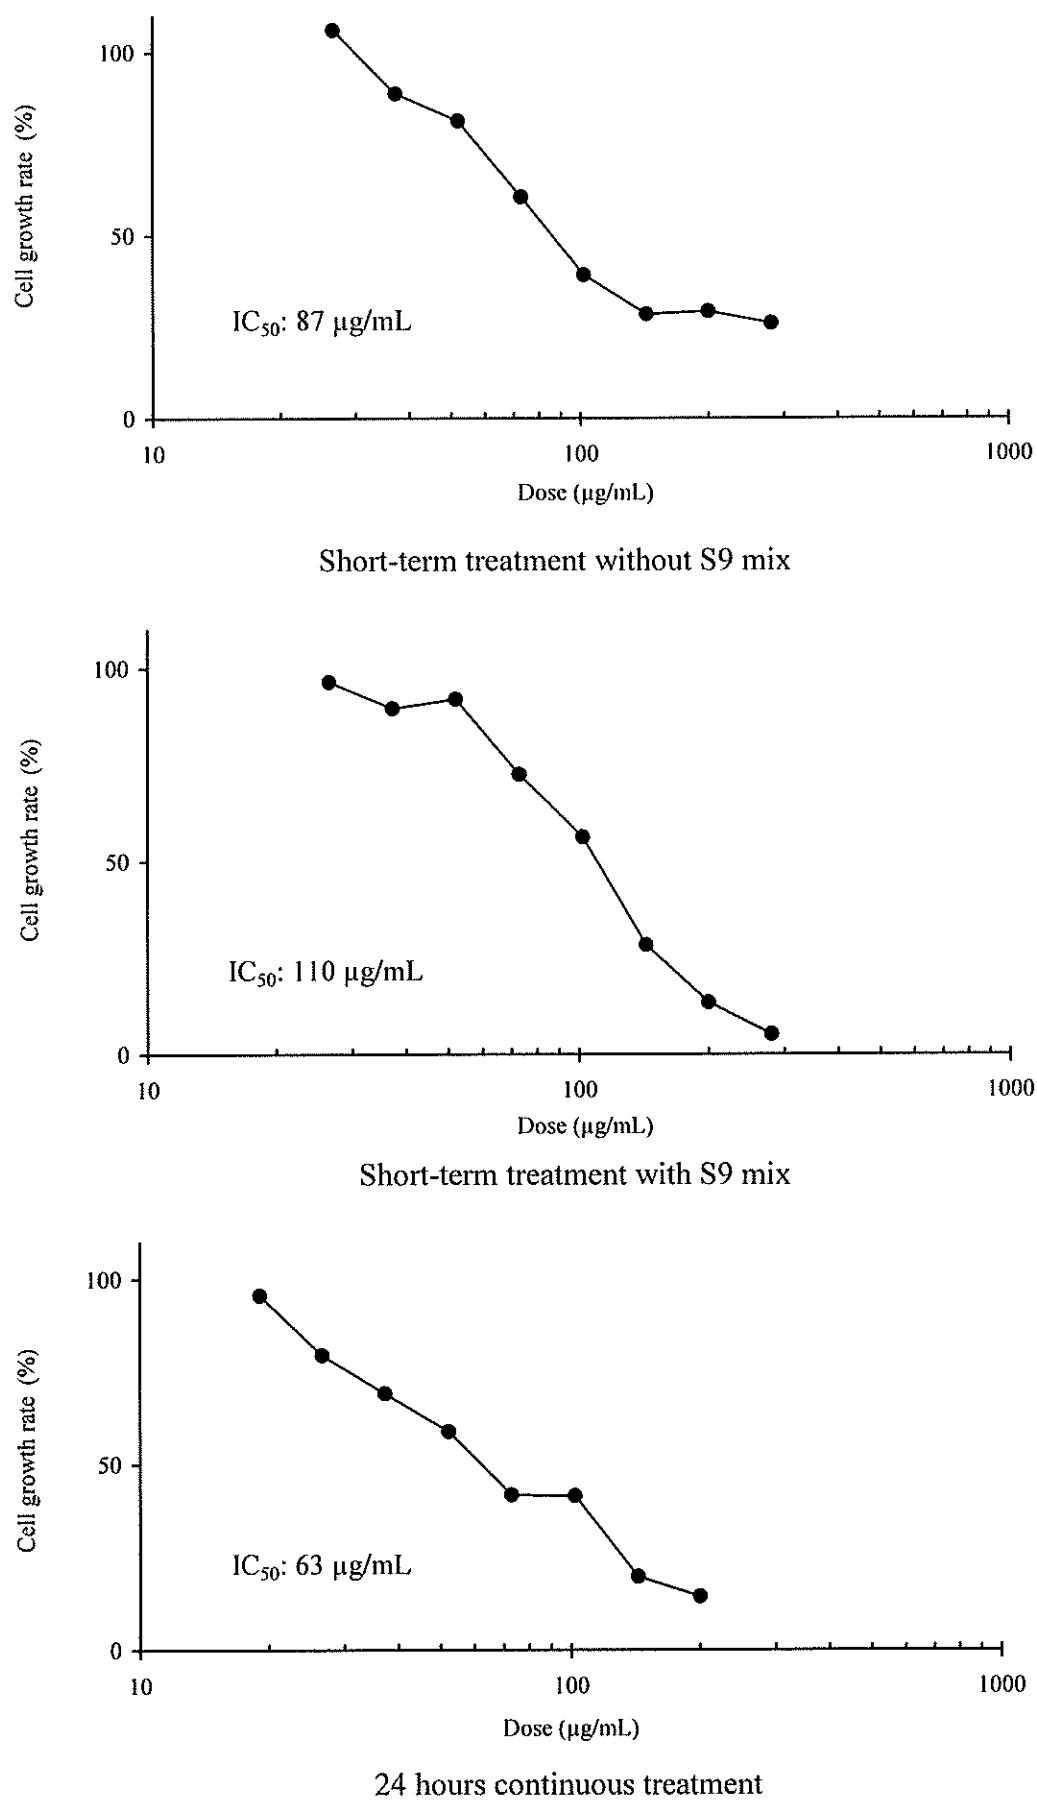 Cell growth rate (%)
100
50
0
IC₅₀: 87 µg/mL
10
100
1000
Dose (µg/mL)
Short-term treatment without S9 mix
Cell growth rate (%)
100
50
0
IC₅₀: 110 µg/mL
10
100
1000
Dose (µg/mL)
Short-term treatment with S9 mix
Cell growth rate (%)
100
50
0
IC₅₀: 63 µg/mL
10
100
1000
Dose (µg/mL)
24 hours continuous treatment